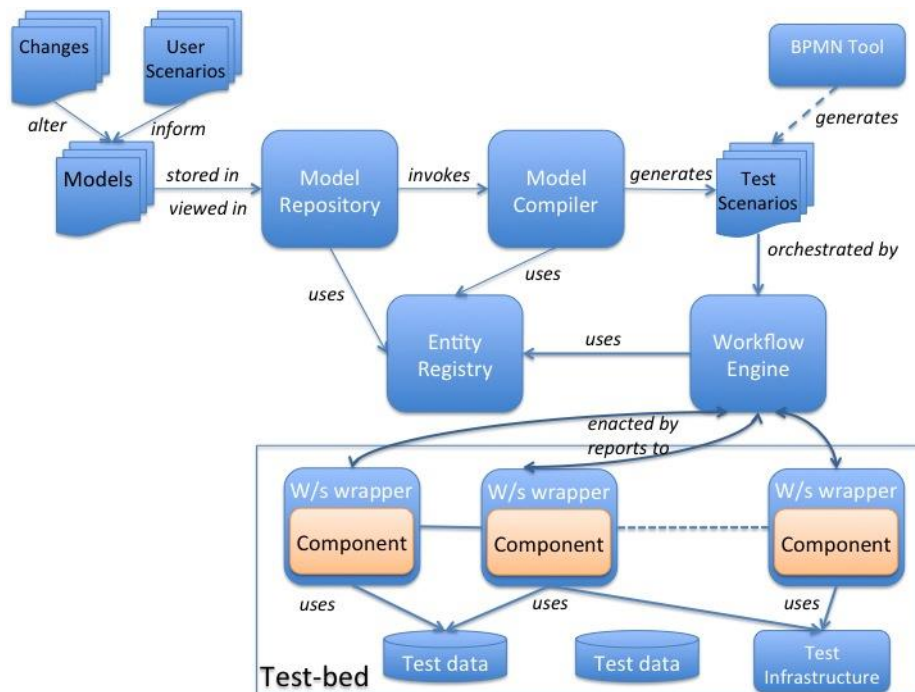 Changes
User
Scenarios
BPMN Tool
alter
inform
generates
Models
stored in
viewed in
Model
Repository
invokes
Model
Compiler
generates
Test
Scenarios
orchestrated by
uses
uses
Entity
Registry
uses
Workflow
Engine
enacted by
reports to
W/s wrapper
W/s wrapper
W/s wrapper
Component
Component
Component
uses
uses
uses
Test data
Test data
Test
Infrastructure
Test-bed